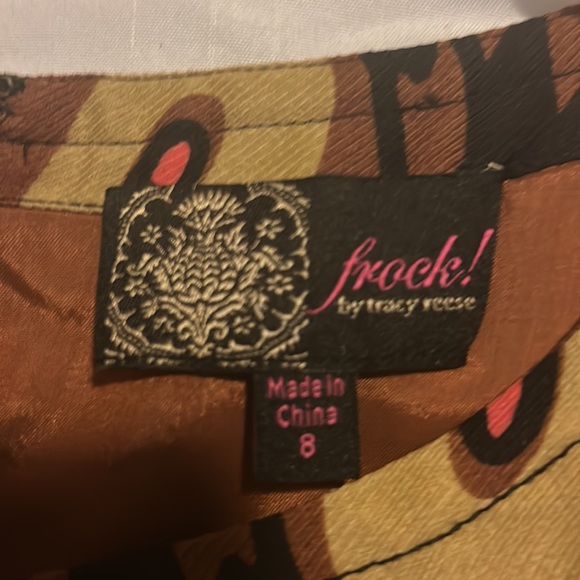 frock!
by tracy reese
Made in
China
8